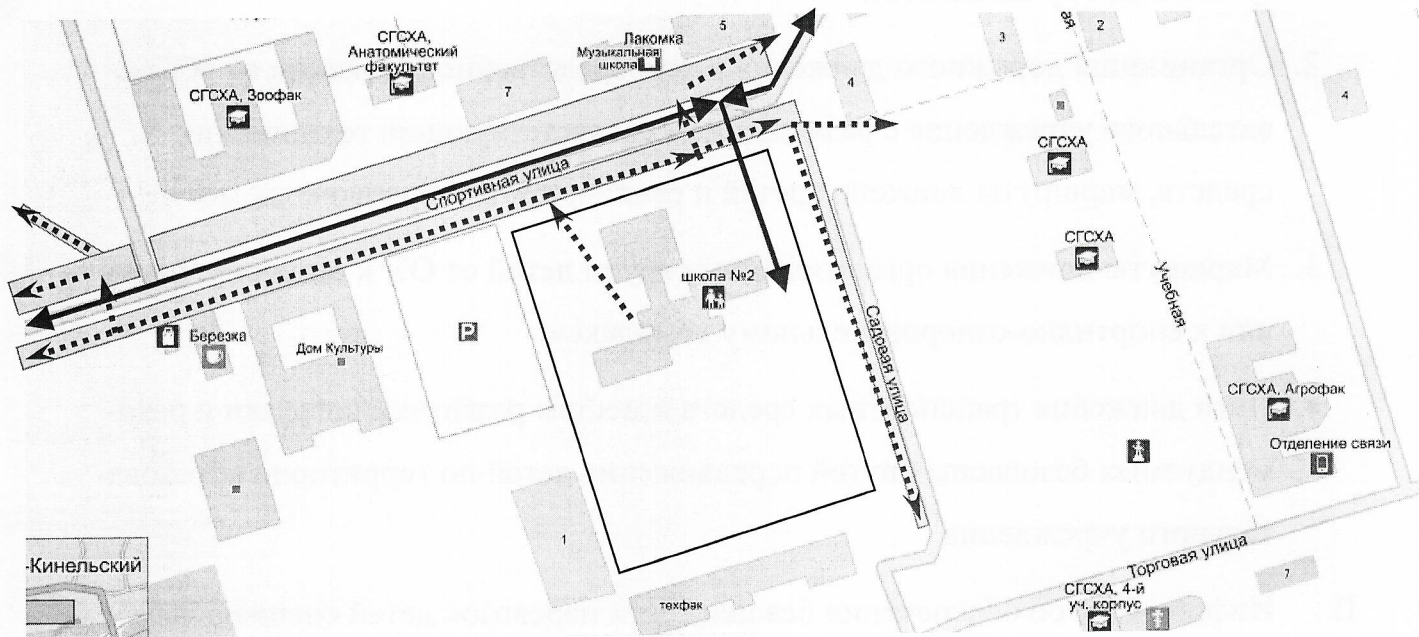 5
СГСХА,
Анатомический
факультет
Лакомка
Музыкальная
школа
ая
2
3
7
4
4
СГСХА, Зоофак
СГСХА
Спортивная улица
СГСХА
школа №2
Учебная
Садовая улица
P
Березка
Дом Культуры
СГСХА, Агрофак
Отделение связи
1
-Кинельский
Торговая улица
7
техфак
СГСХА, 4-й
уч. корпус